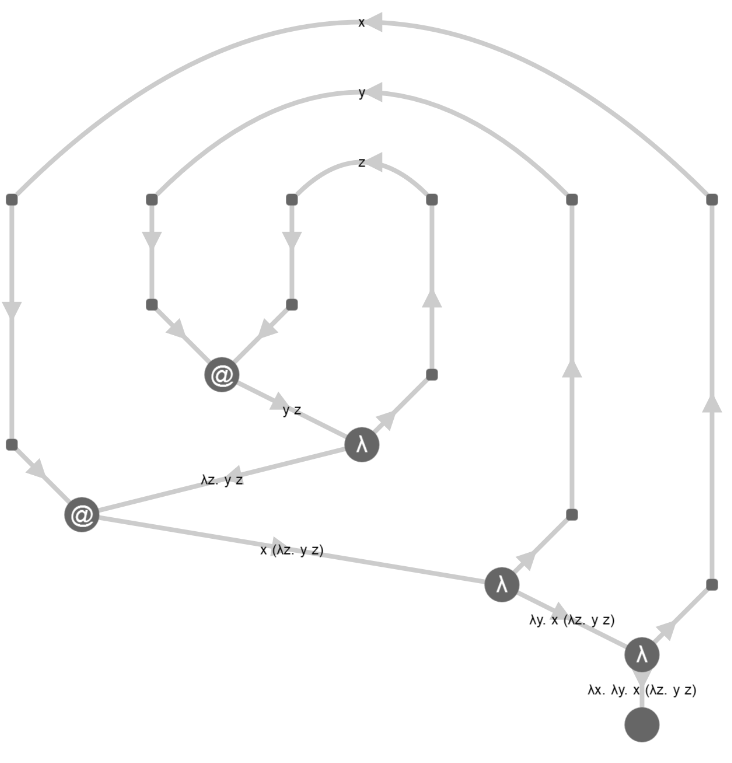 x
y
z
@
y z
λ
λz. y z
@
x (λz. y z)
λ
λy. x (λz. y z)
λ
λx. λy. x (λz. y z)